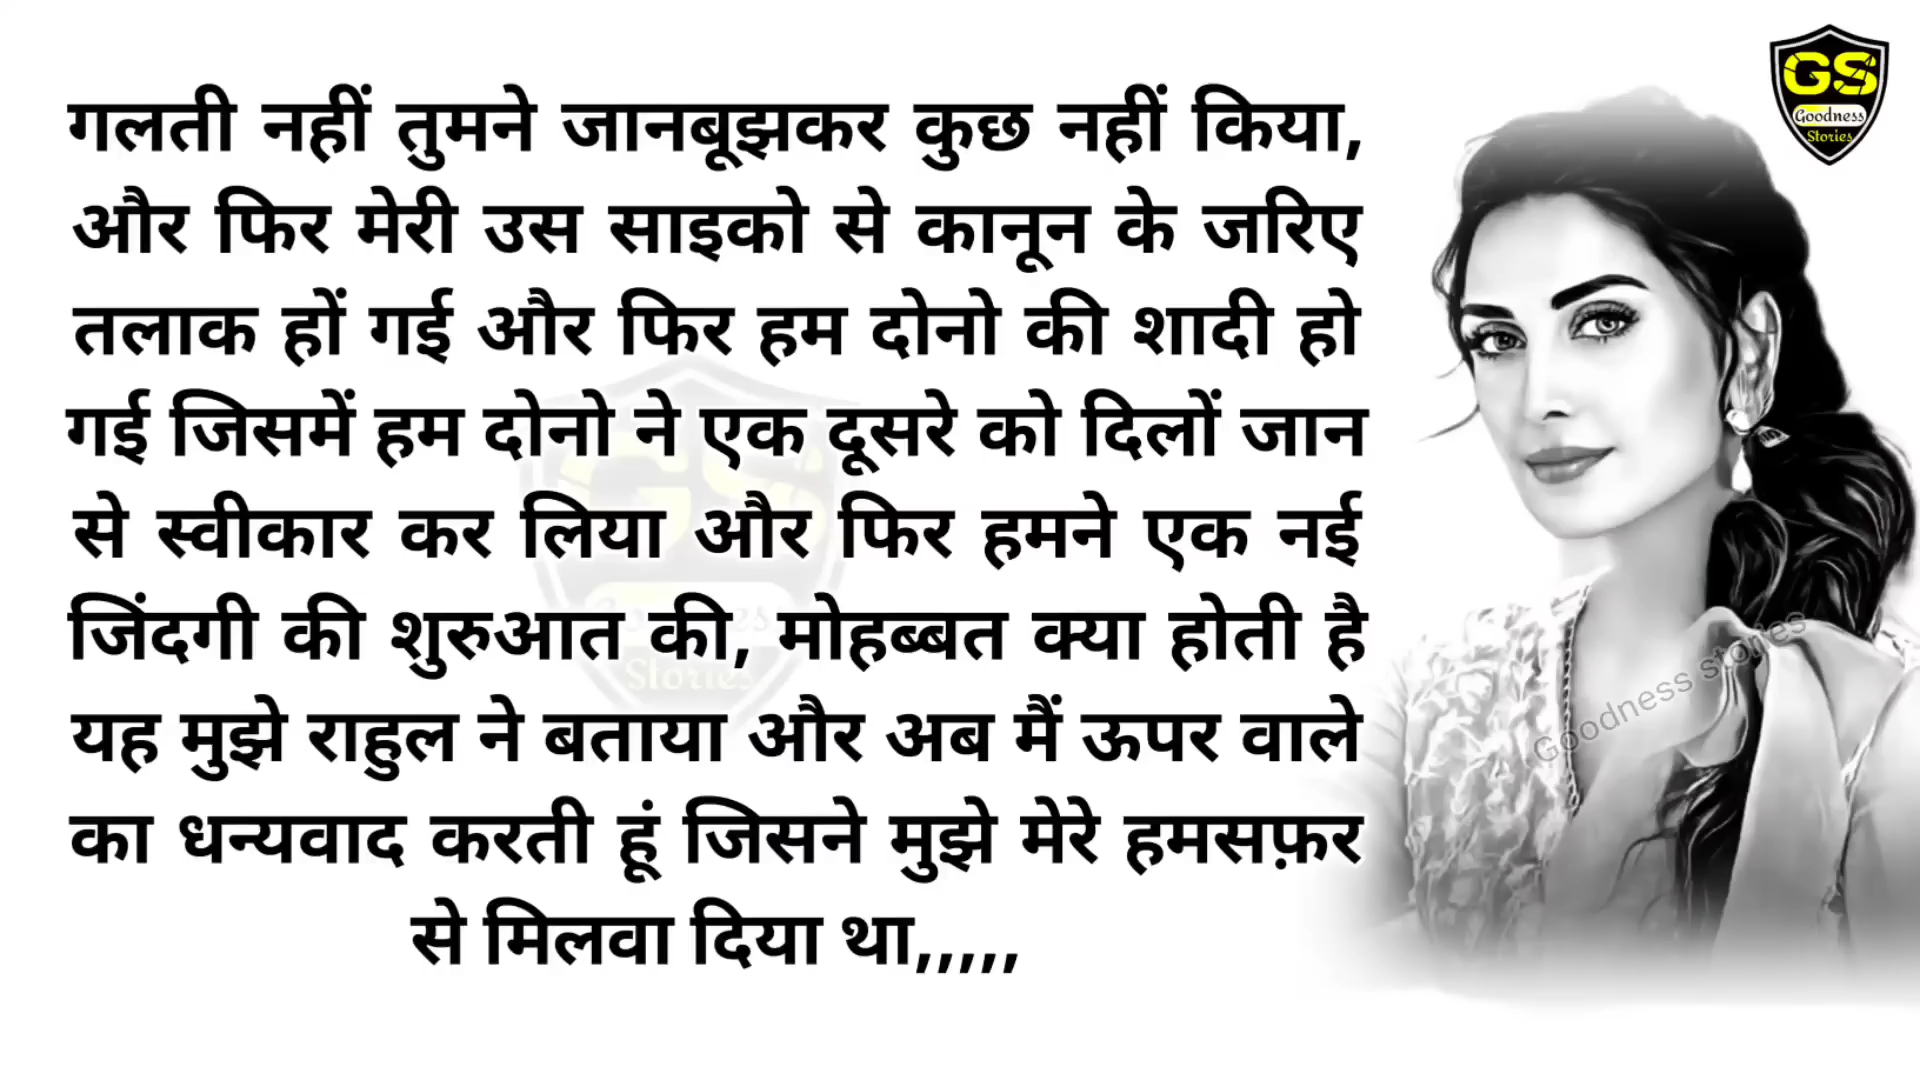 GS
Goodness
Stories
गलती नहीं तुमने जानबूझकर कुछ नहीं किया,
और फिर मेरी उस साइको से कानून के जरिए
तलाक हों गई और फिर हम दोनो की शादी हो
गई जिसमें हम दोनो ने एक दूसरे को दिलों जान
से स्वीकार कर लिया और फिर हमने एक नई
जिंदगी की शुरुआत की, मोहब्बत क्या होती है
यह मुझे राहुल ने बताया और अब मैं ऊपर वाले
का धन्यवाद करती हूं जिसने मुझे मेरे हमसफ़र
से मिलवा दिया था,,,,,
Goodness stories
GS
Stories